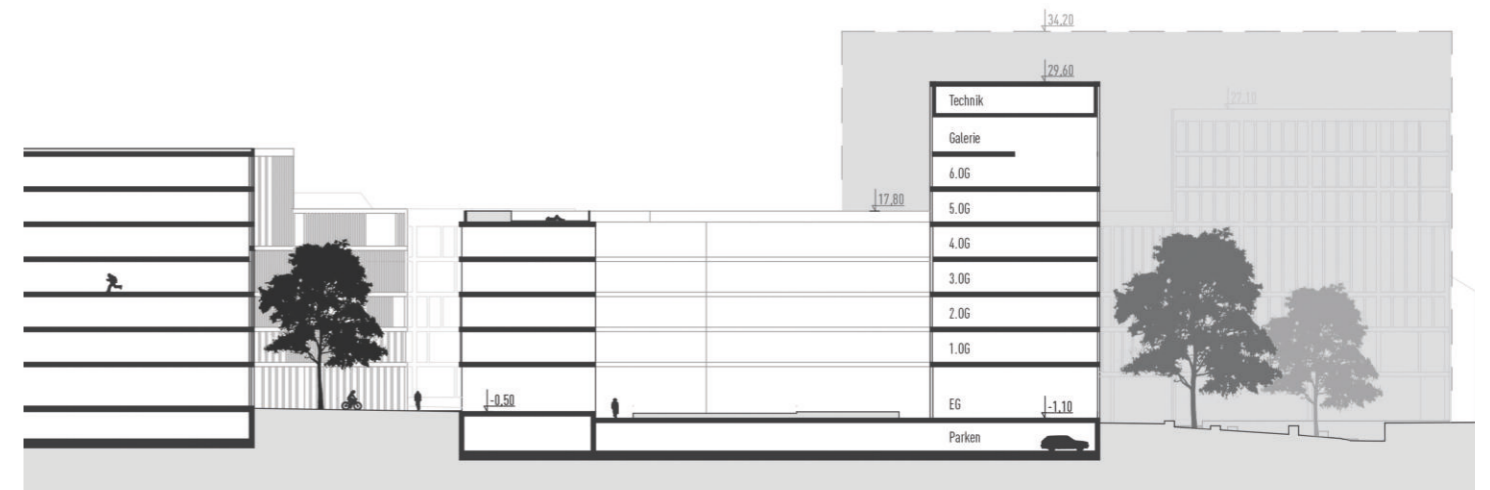 34,20
29,60
27,10
Technik
Galerie
6.OG
17,80
5.OG
4.OG
3.OG
2.OG
1.OG
-0,50
EG
-1,10
Parken